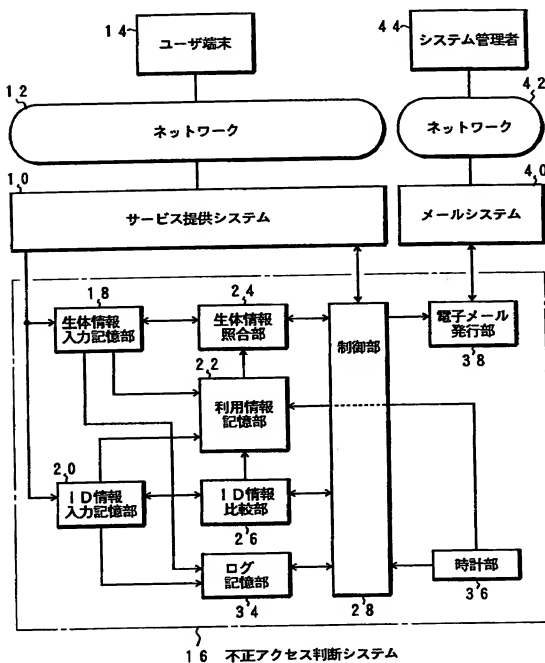 14
ユーザ端末
44
システム管理者
12
ネットワーク
42
ネットワーク
10
サービス提供システム
40
メールシステム
18
生体情報
入力記憶部
24
生体情報
照合部
制御部
電子メール
発行部
38
22
利用情報
記憶部
20
ID情報
入力記憶部
ID情報
比較部
26
ログ
記憶部
34
28
時計部
36
16 不正アクセス判断システム